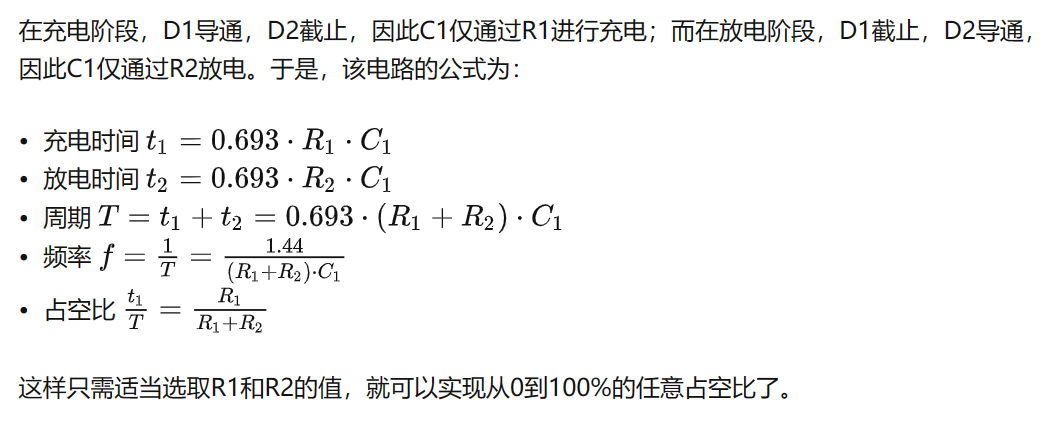 在充电阶段，D1导通，D2截止，因此C1仅通过R1进行充电；而在放电阶段，D1截止，D2导通，
因此C1仅通过R2放电。于是，该电路的公式为：
• 充电时间 $t_1 = 0.693 \cdot R_1 \cdot C_1$
• 放电时间 $t_2 = 0.693 \cdot R_2 \cdot C_1$
• 周期 $T = t_1 + t_2 = 0.693 \cdot (R_1 + R_2) \cdot C_1$
• 频率 $f = \frac{1}{T} = \frac{1.44}{(R_1+R_2) \cdot C_1}$
• 占空比 $\frac{t_1}{T} = \frac{R_1}{R_1+R_2}$
这样只需适当选取R1和R2的值，就可以实现从0到100%的任意占空比了。